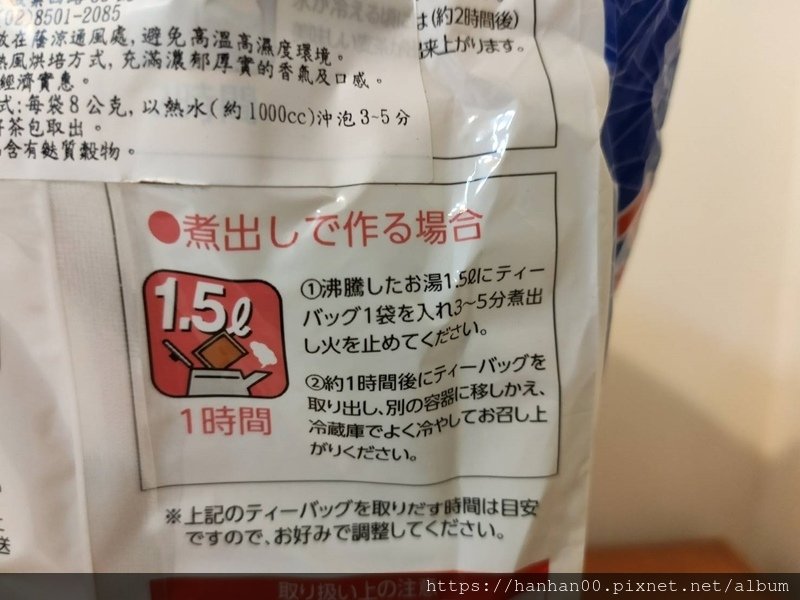 (02)8501-2085
放在蔭涼通風處,避免高溫高濕度環境。
熱風烘培方式,充滿濃郁厚實的香氣及口感。
經濟實惠。
式:每袋8公克,以熱水(約1000cc)沖泡3~5分
茶包取出。
含有麩質穀物。
は(約2時間後)
来上がります。
●煮出しで作る場合
1.5ℓ
1時間
①沸騰したお湯1.5ℓにティー
バッグ1袋を入れ3~5分煮出
し火を止めてください。
②約1時間後にティーバッグを
取り出し、別の容器に移しかえ、
冷蔵庫でよく冷やしてお召し上
がりください。
※上記のティーバッグを取りだす時間は目安
ですので、お好みで調整してください。
送
取り扱い上の注意
https://hanhan00.pixnet.net/album